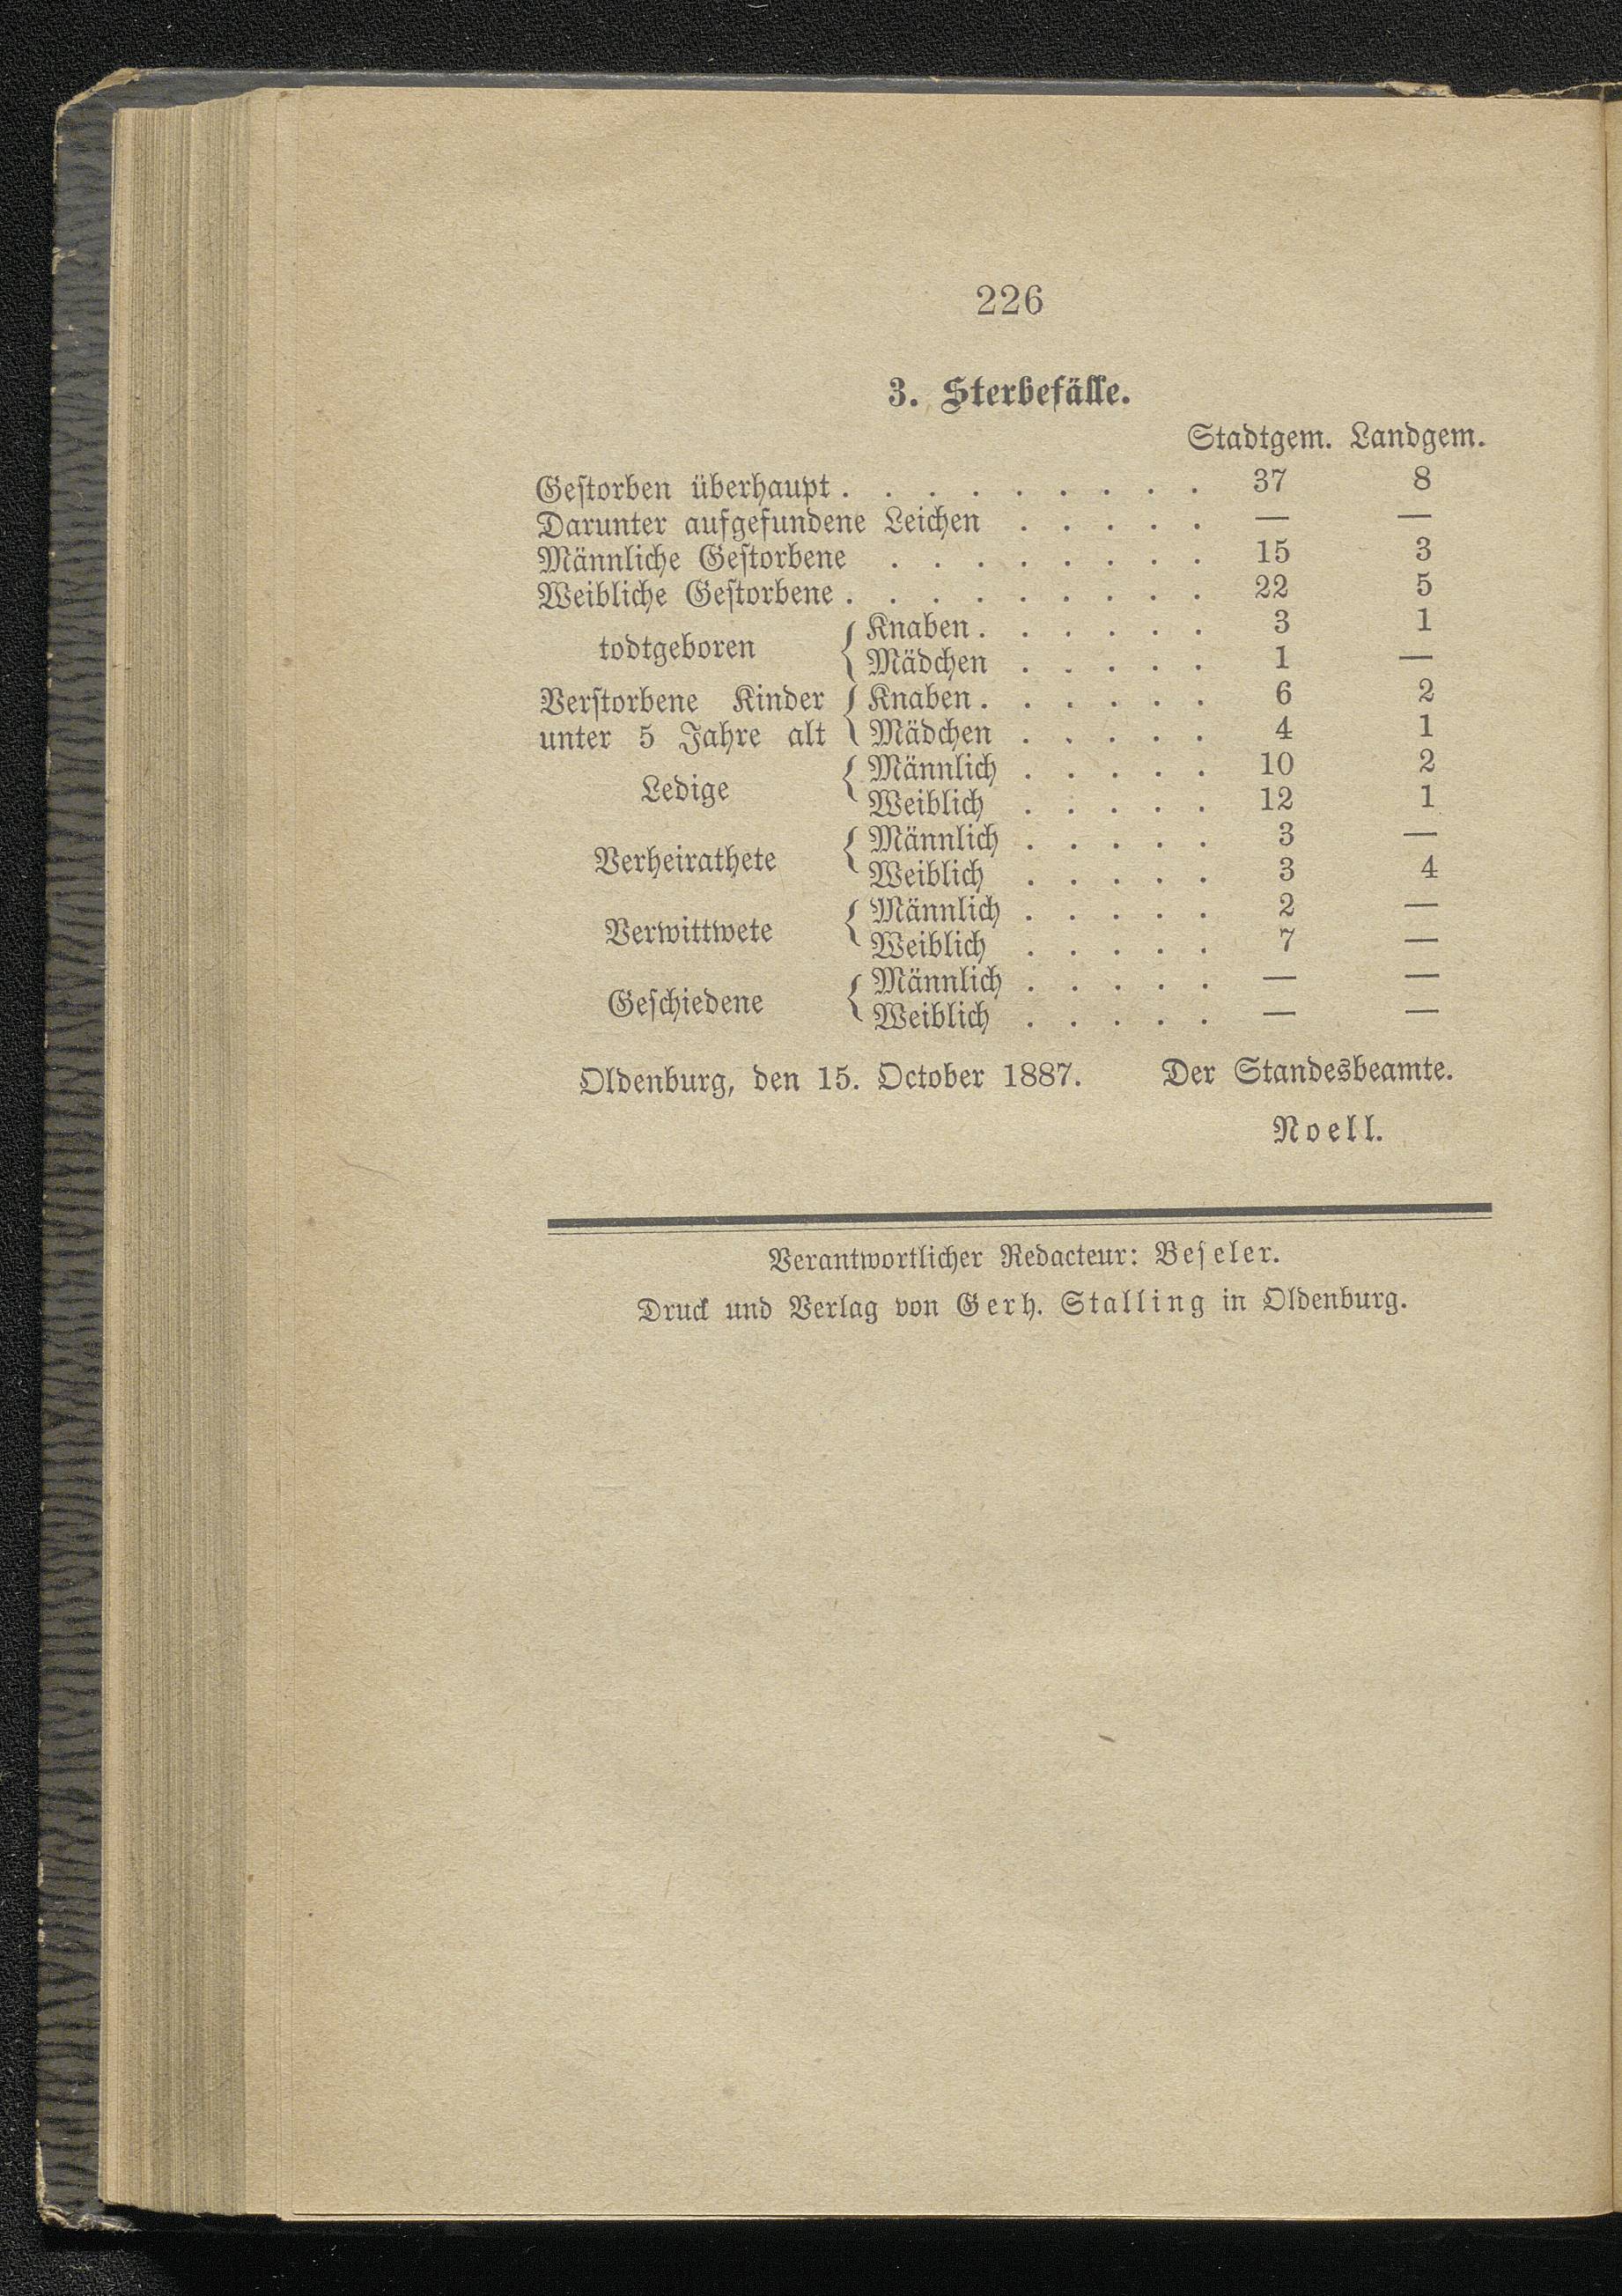 226
3. Sterbefälle.
Stadtgem. Landgem.
Gestorben überhaupt . . . . . . . . . 37 8
Darunter aufgefundene Leichen . . . . . — —
Männliche Gestorbene . . . . . . . . 15 3
Weibliche Gestorbene . . . . . . . . . 22 5
todtgeboren { Knaben . . . . . . 3 1
Mädchen . . . . . 1 —
Verstorbene Kinder { Knaben . . . . . . 6 2
unter 5 Jahre alt Mädchen . . . . . 4 1
Ledige { Männlich . . . . . 10 2
Weiblich . . . . . 12 1
Verheirathete { Männlich . . . . . 3 —
Weiblich . . . . . 3 4
Verwittwete { Männlich . . . . . 2 —
Weiblich . . . . . 7 —
Geschiedene { Männlich . . . . . — —
Weiblich . . . . . — —
Oldenburg, den 15. October 1887. Der Standesbeamte.
Noell.
Verantwortlicher Redacteur: Beseler.
Druck und Verlag von Gerh. Stalling in Oldenburg.